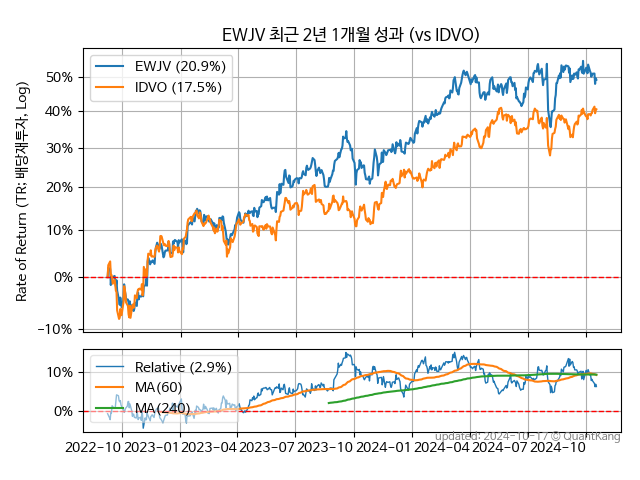 EWJV 최근 2년 1개월 성과 (vs IDVO)
EWJV (20.9%)
IDVO (17.5%)
Rate of Return (TR: 배당재투자, Log)
50%
40%
30%
20%
10%
0%
-10%
Relative (2.9%)
MA(60)
MA(240)
10%
0%
2022-10 2023-01 2023-04 2023-07 2023-10 2024-01 2024-04 2024-07 2024-10
updated: 2024-10-17 © QuantKang